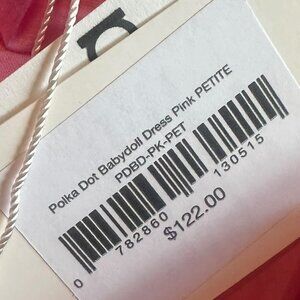 Polka Dot Babydoll Dress Pink PETITE
PDBD-PK-PET
0 782860 130515
$122.00